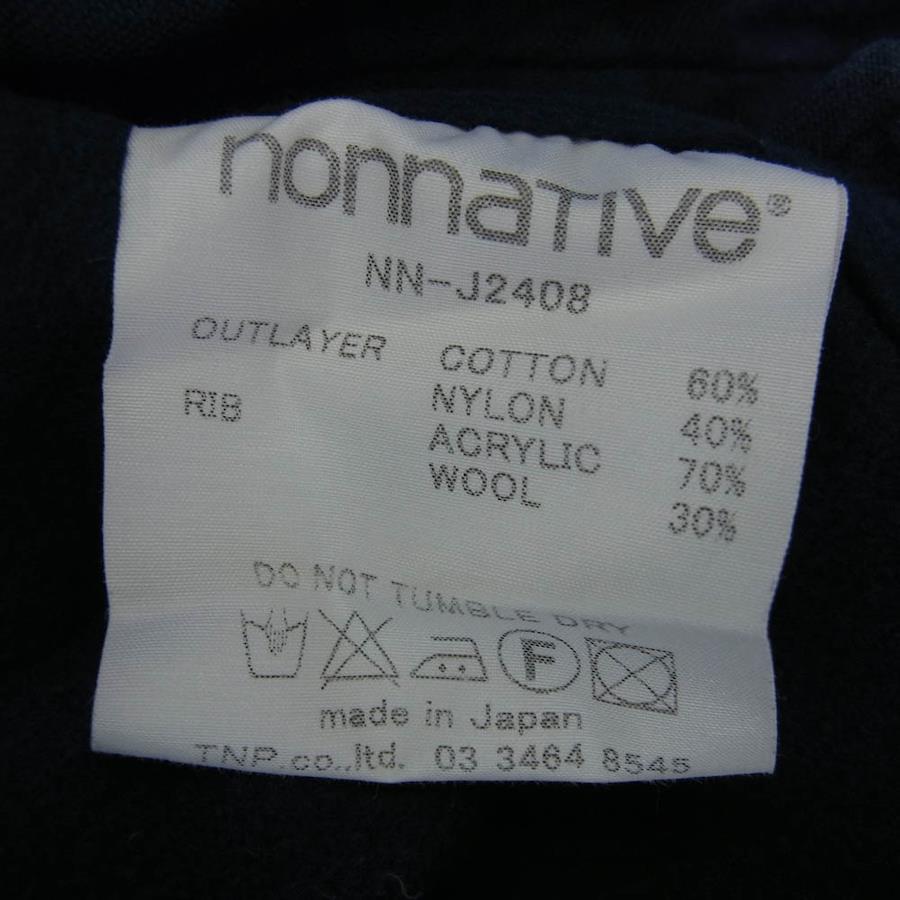 nonnaTIVe®
NN-J2408
OUTLAYER COTTON 60%
NYLON 40%
RIB ACRYLIC 70%
WOOL 30%
DO NOT TUMBLE DRY
F
made in Japan
TNP.co.,ltd. 03 3464 8545